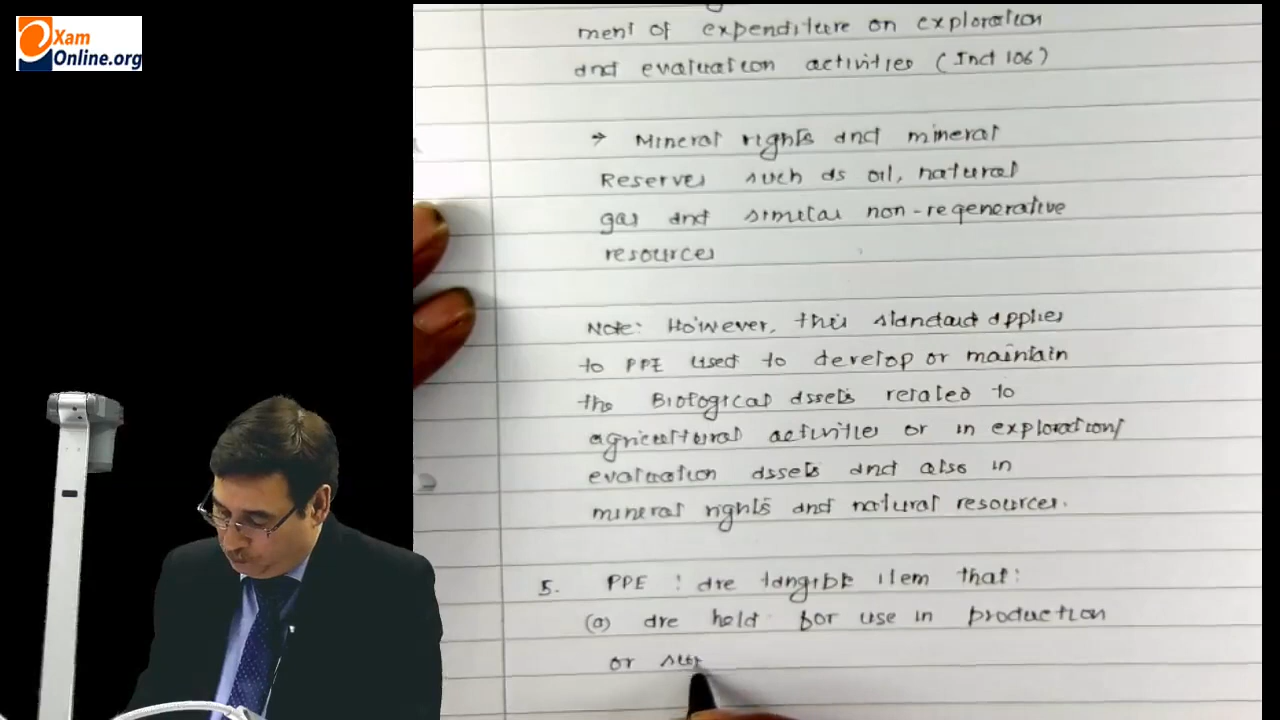 Xam
Online.org
ment of expenditure on exploration
and evaluation activities (Ind 106)
→ Mineral rights and mineral
Reserves such as oil, natural
gas and similar non-regenerative
resources
Note: However, this standard applies
to PPE used to develop or maintain
the Biological assets related to
agricultural activities or in exploration/
evaluation assets and also in
mineral rights and natural resources.
5. PPE : are tangible item that:
(a) are held for use in production
or sup